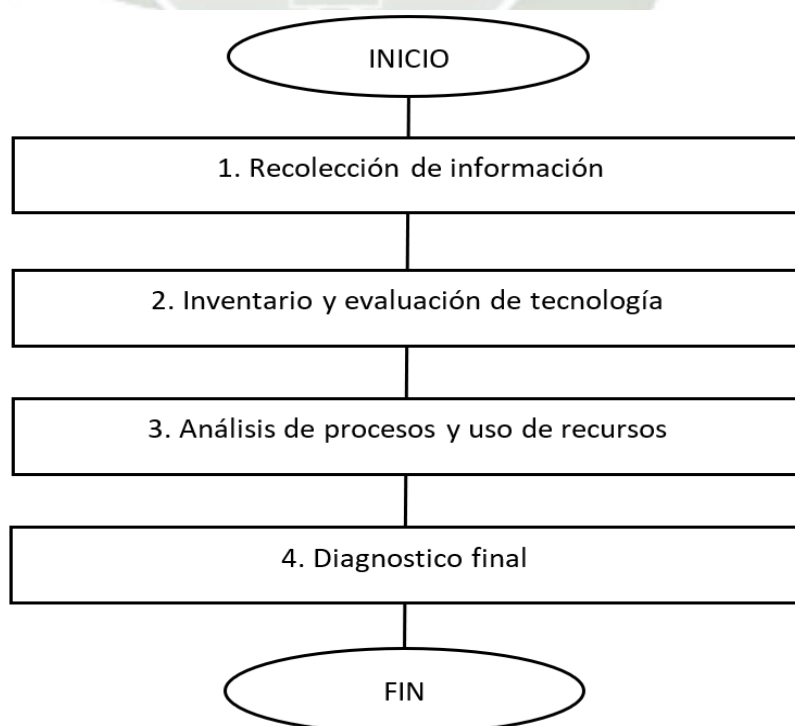 INICIO
1. Recolección de información
2. Inventario y evaluación de tecnología
3. Análisis de procesos y uso de recursos
4. Diagnostico final
FIN